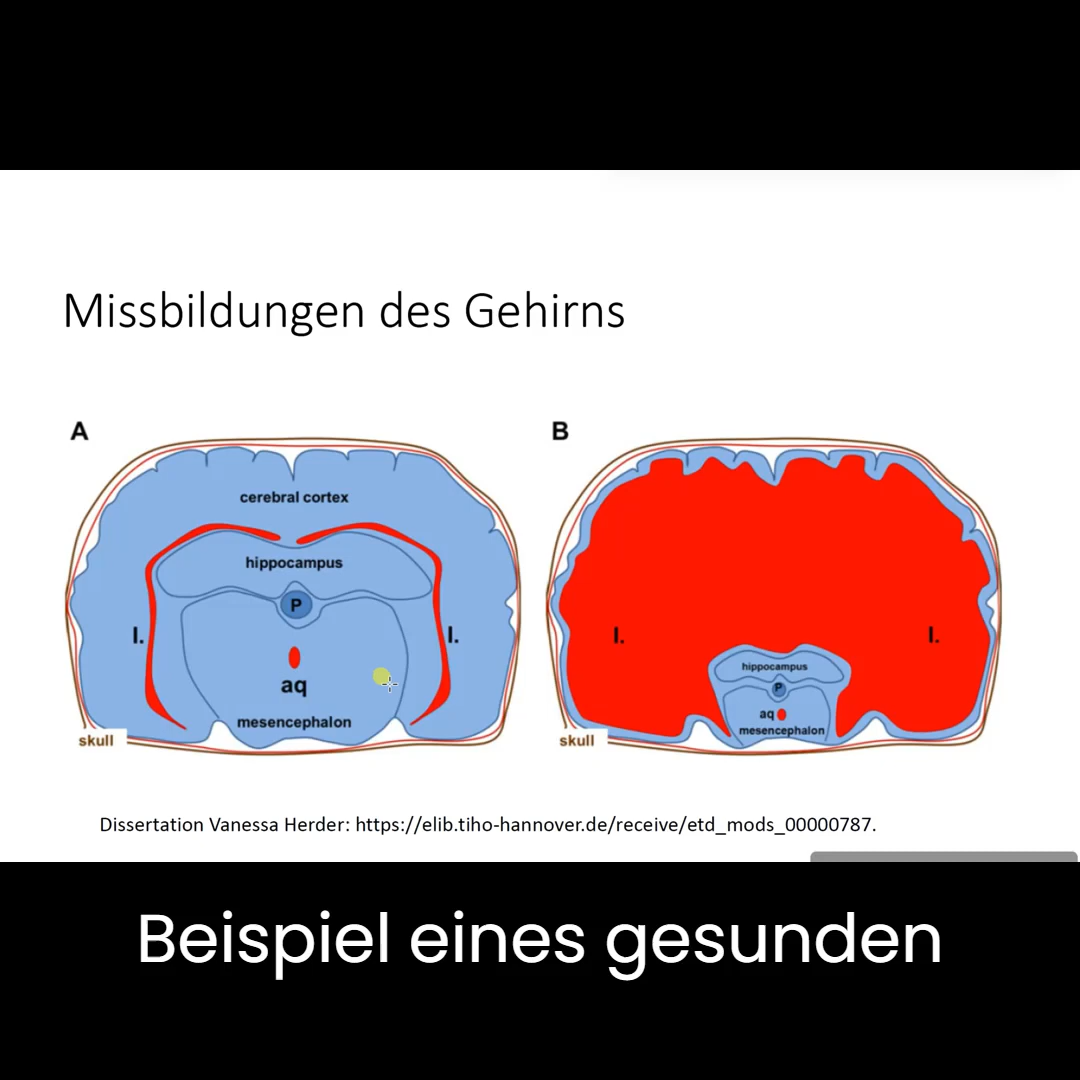 Missbildungen des Gehirns
A
cerebral cortex
hippocampus
P
l.
l.
aq
mesencephalon
skull
B
l.
l.
hippocampus
P
aq
mesencephalon
skull
Dissertation Vanessa Herder: https://elib.tiho-hannover.de/receive/etd_mods_00000787.
Beispiel eines gesunden